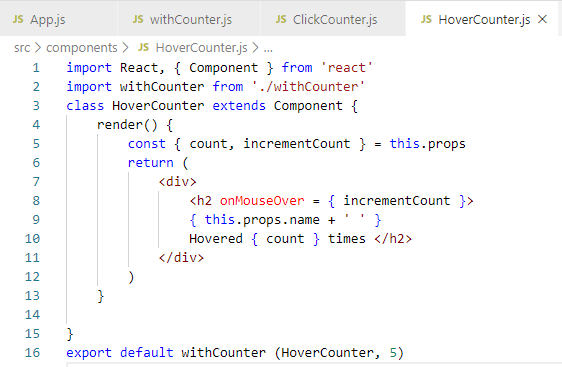 JS App.js JS withCounter.js JS ClickCounter.js JS HoverCounter.js ×
src > components > JS HoverCounter.js > ...
1 import React, { Component } from 'react'
2 import withCounter from './withCounter'
3 class HoverCounter extends Component {
4 render() {
5 const { count, incrementCount } = this.props
6 return (
7 <div>
8 <h2 onMouseOver = { incrementCount }>
9 { this.props.name + ' ' }
10 Hovered { count } times </h2>
11 </div>
12 )
13 }
14
15 }
16 export default withCounter (HoverCounter, 5)